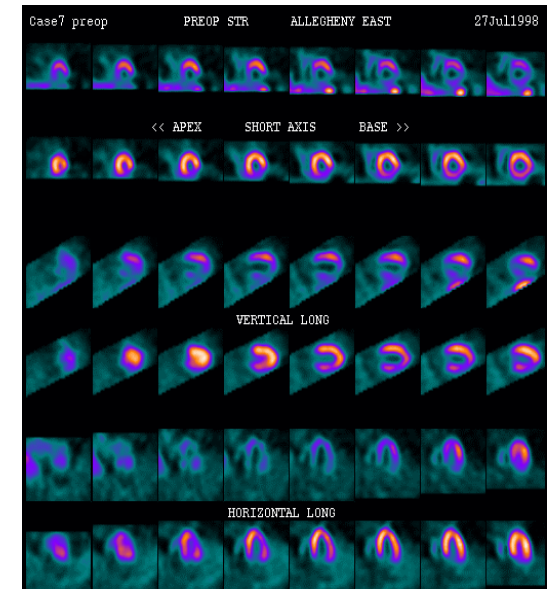 Case7 preop PREOP STR ALLEGHENY EAST 27Jul1998
<< APEX SHORT AXIS BASE >>
VERTICAL LONG
HORIZONTAL LONG